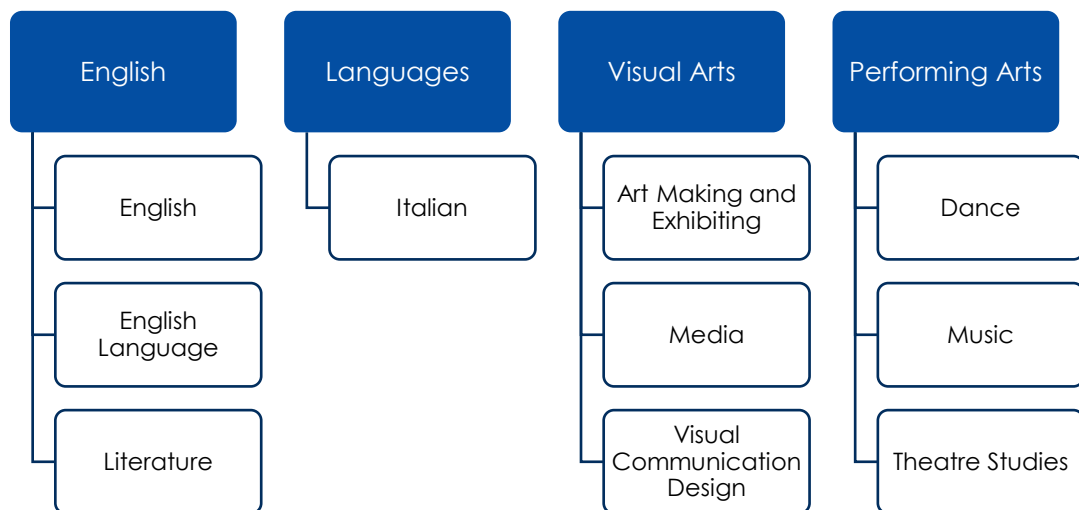 English
English
English
Language
Literature
Languages
Italian
Visual Arts
Art Making and
Exhibiting
Media
Visual
Communication
Design
Performing Arts
Dance
Music
Theatre Studies